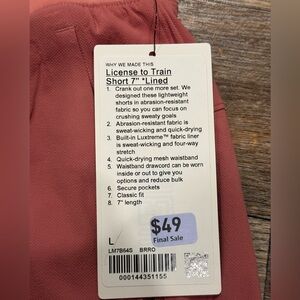 WHY WE MADE THIS
License to Train
Short 7" *Lined
1. Crank out one more set. We
designed these lightweight
shorts in abrasion-resistant
fabric so you can focus on
crushing sweaty goals
2. Abrasion-resistant fabric is
sweat-wicking and quick-drying
3. Built-in Luxtreme™ fabric liner
is sweat-wicking and four-way
stretch
4. Quick-drying mesh waistband
5. Waistband drawcord can be worn
inside or out to give you
options and reduce bulk
6. Secure pockets
7. Classic fit
8. 7" length
$49
Final Sale
L
LM7B64S BRRO
000144351155